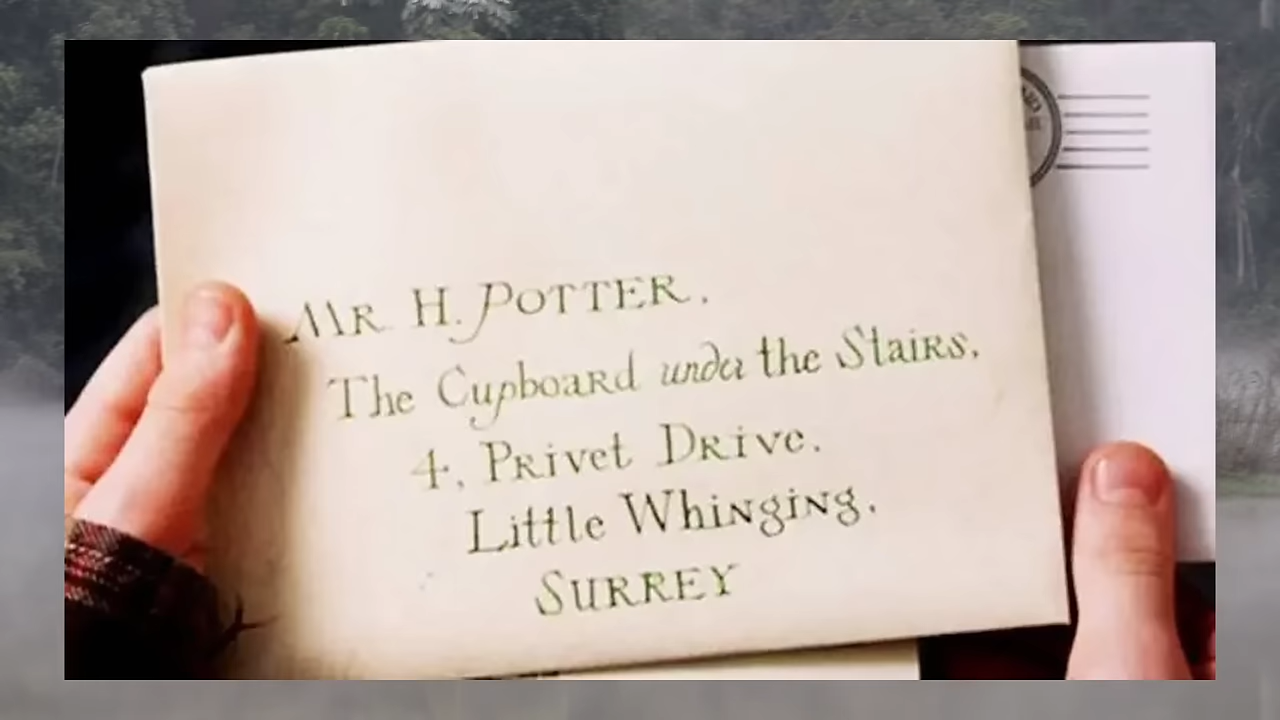 Mr H. Potter,
The Cupboard under the Stairs,
4, Privet Drive,
Little Whinging,
SURREY